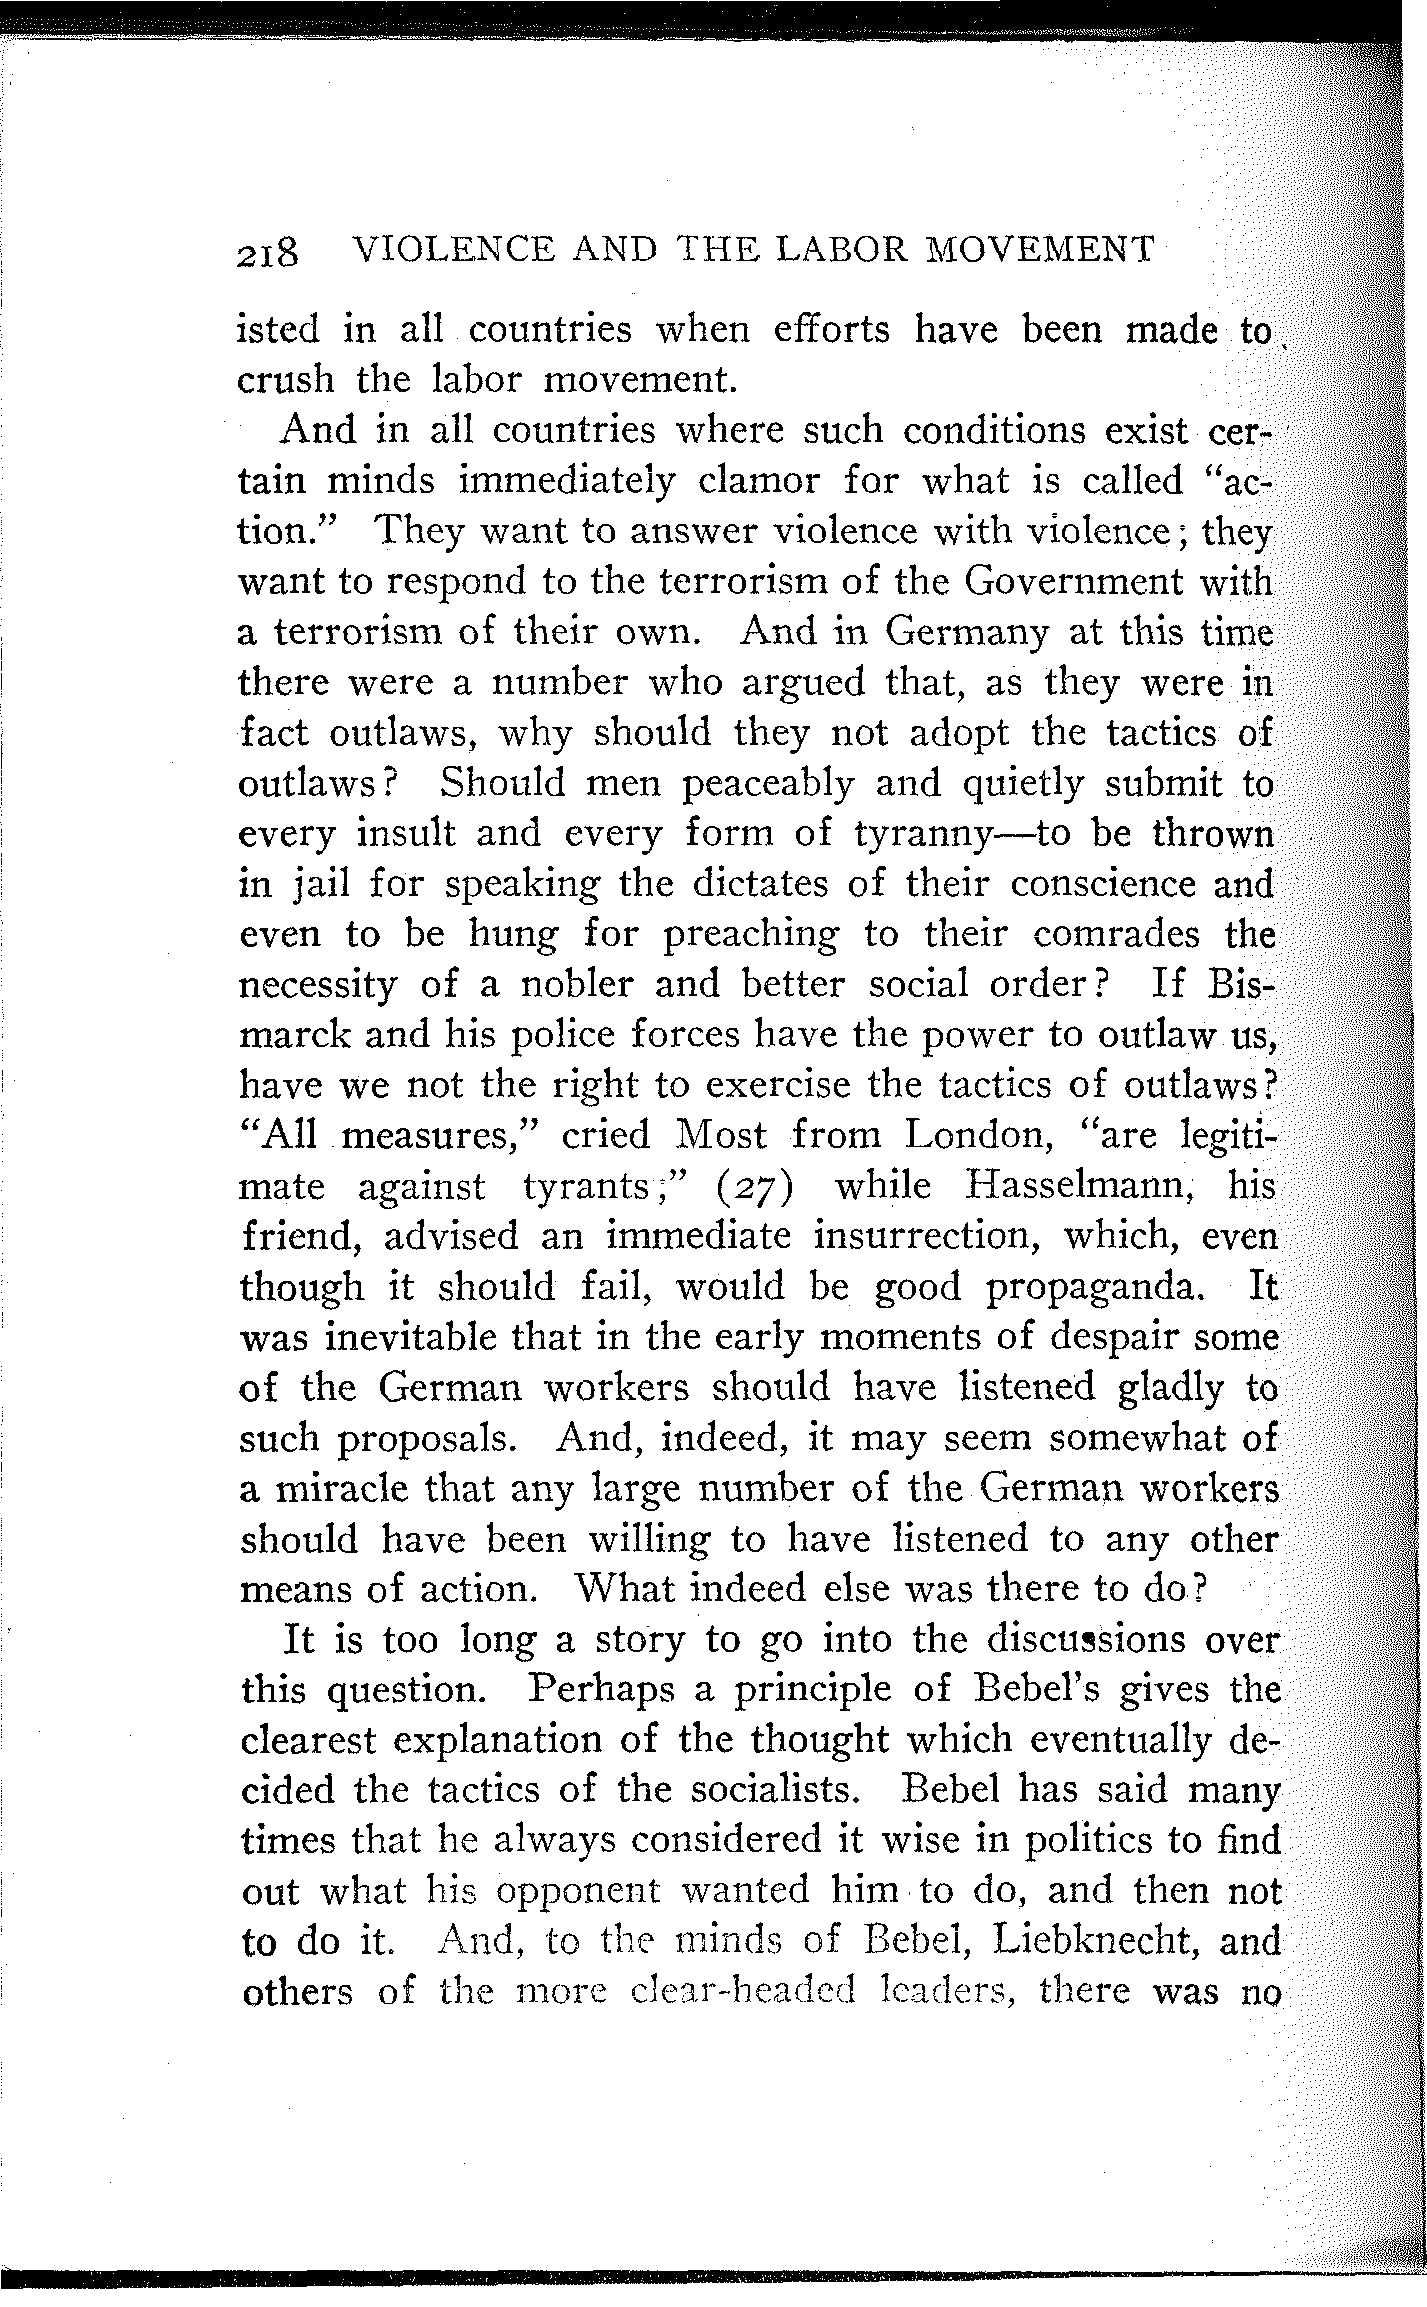 218 VIOLENCE AND THE LABOR MOVEMENT
isted in all countries when efforts have been made to
crush the labor movement.
And in all countries where such conditions exist cer-
tain minds immediately clamor for what is called “ac-
tion.” They want to answer violence with violence; they
want to respond to the terrorism of the Government with
a terrorism of their own. And in Germany at this time
there were a number who argued that, as they were in
fact outlaws, why should they not adopt the tactics of
outlaws? Should men peaceably and quietly submit to
every insult and every form of tyranny—to be thrown
in jail for speaking the dictates of their conscience and
even to be hung for preaching to their comrades the
necessity of a nobler and better social order? If Bis-
marck and his police forces have the power to outlaw us,
have we not the right to exercise the tactics of outlaws?
“All measures,” cried Most from London, “are legiti-
mate against tyrants;” (27) while Hasselmann, his
friend, advised an immediate insurrection, which, even
though it should fail, would be good propaganda. It
was inevitable that in the early moments of despair some
of the German workers should have listened gladly to
such proposals. And, indeed, it may seem somewhat of
a miracle that any large number of the German workers
should have been willing to have listened to any other
means of action. What indeed else was there to do?
It is too long a story to go into the discussions over
this question. Perhaps a principle of Bebel’s gives the
clearest explanation of the thought which eventually de-
cided the tactics of the socialists. Bebel has said many
times that he always considered it wise in politics to find
out what his opponent wanted him to do, and then not
to do it. And, to the minds of Bebel, Liebknecht, and
others of the more clear-headed leaders, there was no